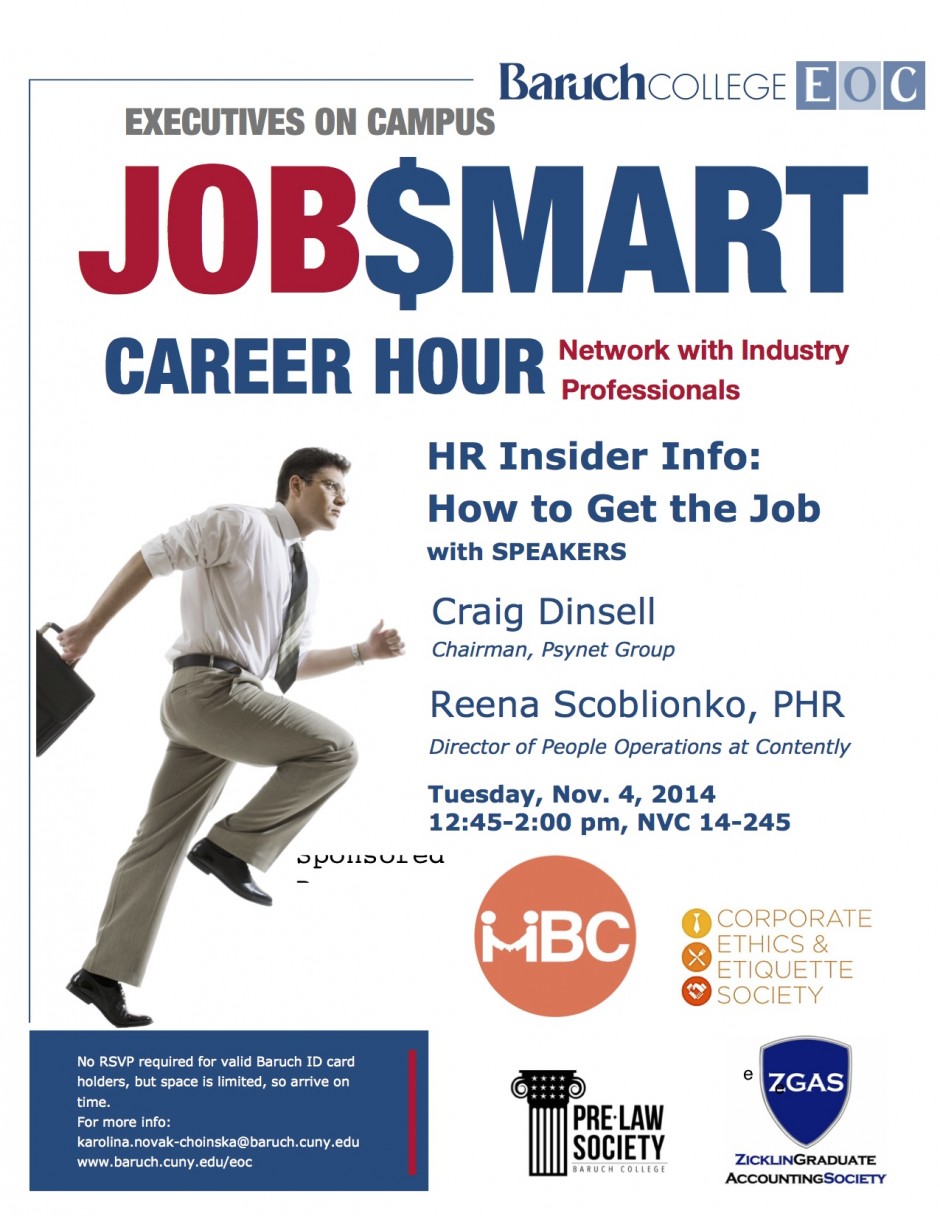 BaruchCOLLEGE EOC
EXECUTIVES ON CAMPUS
JOB$MART
CAREER HOUR
Network with Industry
Professionals
HR Insider Info:
How to Get the Job
with SPEAKERS
Craig Dinsell
Chairman, Psynet Group
Reena Scoblionko, PHR
Director of People Operations at Contently
Tuesday, Nov. 4, 2014
12:45-2:00 pm, NVC 14-245
Sponsored
MBC
CORPORATE
ETHICS &
ETIQUETTE
SOCIETY
No RSVP required for valid Baruch ID card
holders, but space is limited, so arrive on
time.
For more info:
karolina.novak-choinska@baruch.cuny.edu
www.baruch.cuny.edu/eoc
PRE·LAW
SOCIETY
BARUCH COLLEGE
e
ZGAS
ZICKLINGRADUATE
ACCOUNTINGSOCIETY